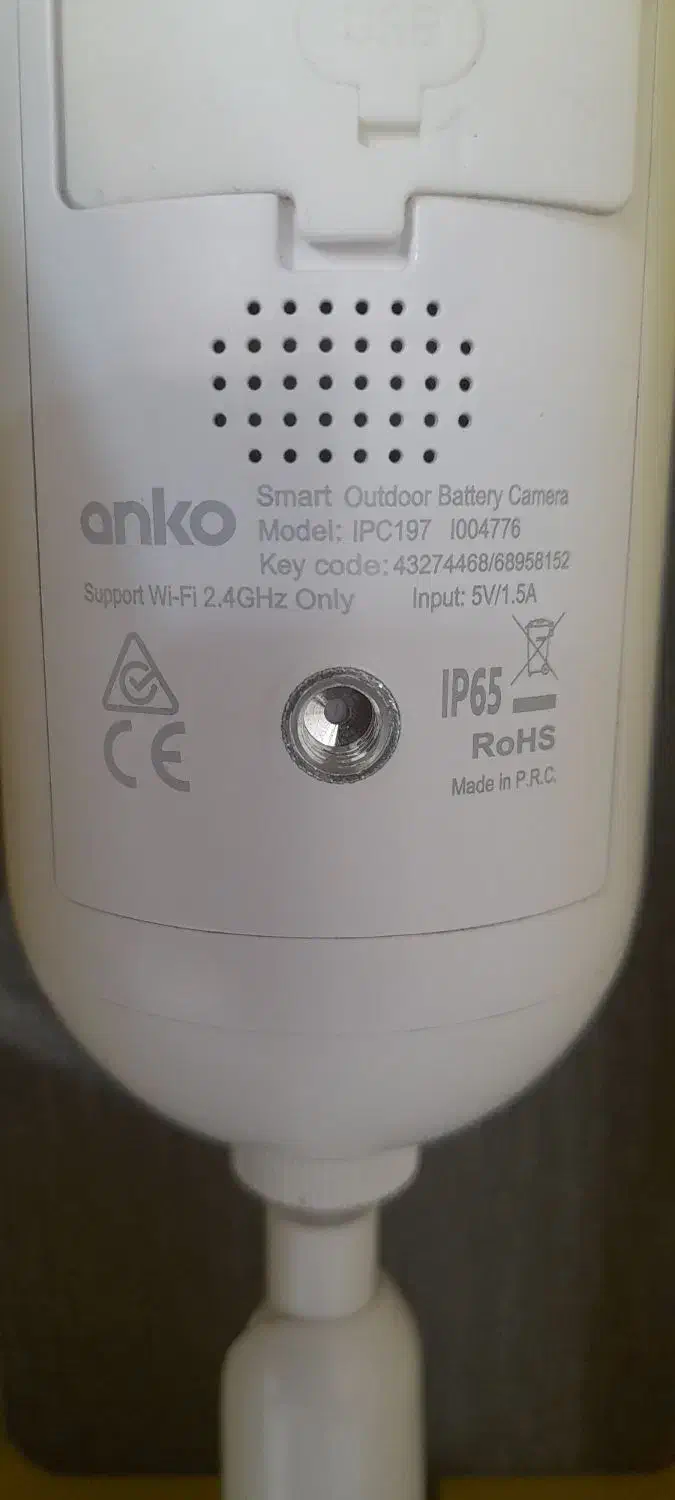 USB
anko
Smart Outdoor Battery Camera
Model: IPC197 I004776
Key code: 43274468/68958152
Support Wi-Fi 2.4GHz Only Input: 5V/1.5A
IP65
CE
RoHS
Made in P.R.C.